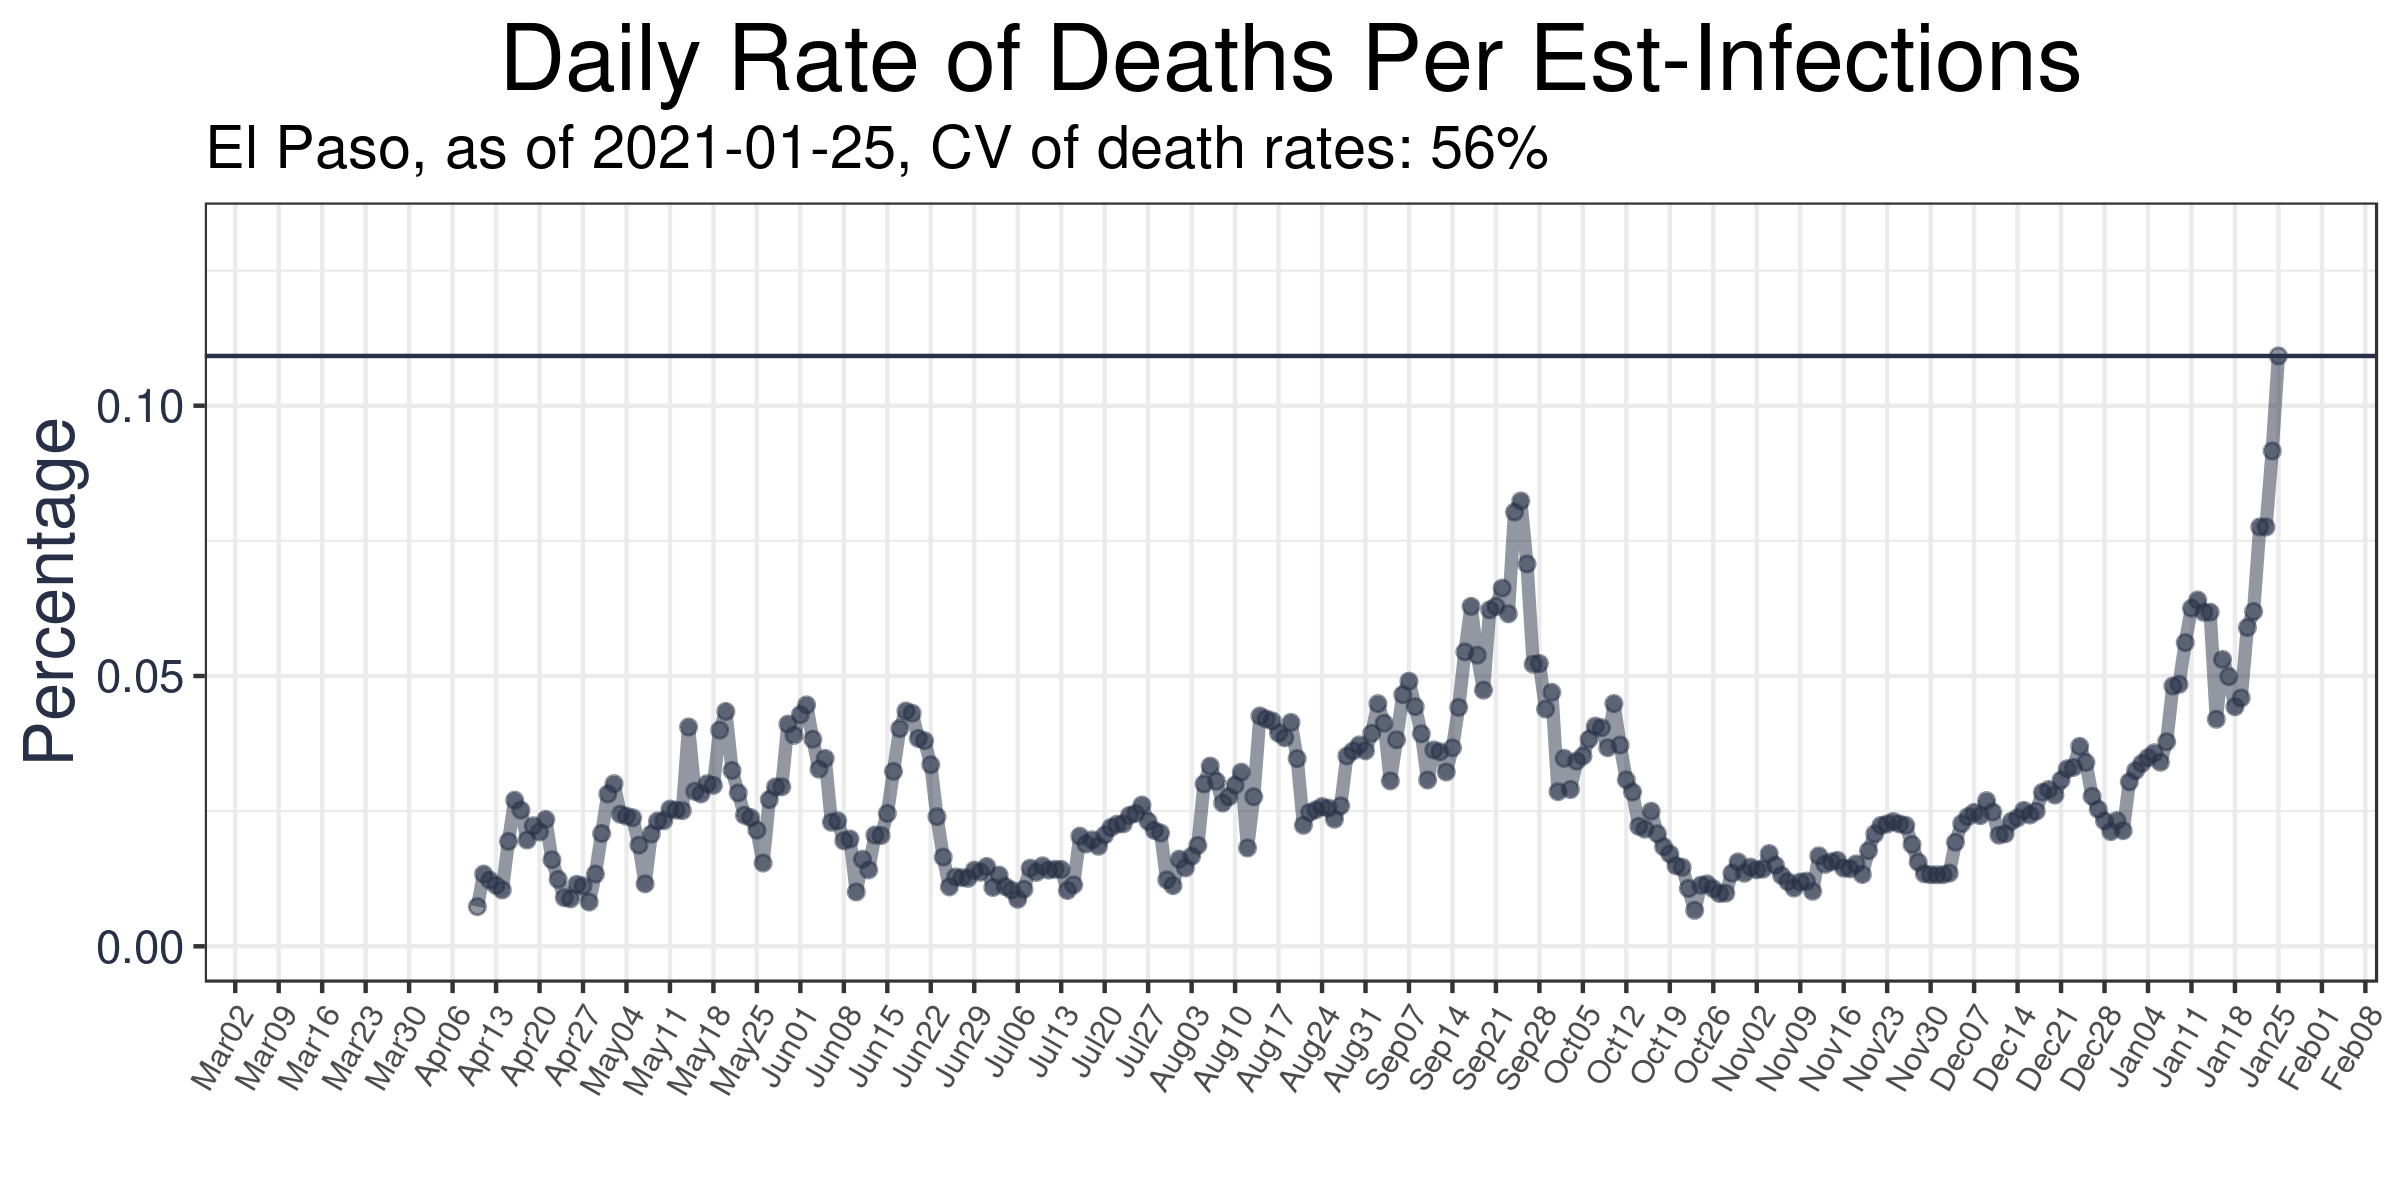 Daily Rate of Deaths Per Est-Infections
El Paso, as of 2021-01-25, CV of death rates: 56%
Percentage
0.10
0.05
0.00
Mar02
Mar09
Mar16
Mar23
Mar30
Apr06
Apr13
Apr20
Apr27
May04
May11
May18
May25
Jun01
Jun08
Jun15
Jun22
Jun29
Jul06
Jul13
Jul20
Jul27
Aug03
Aug10
Aug17
Aug24
Aug31
Sep07
Sep14
Sep21
Sep28
Oct05
Oct12
Oct19
Oct26
Nov02
Nov09
Nov16
Nov23
Nov30
Dec07
Dec14
Dec21
Dec28
Jan04
Jan11
Jan18
Jan25
Feb01
Feb08